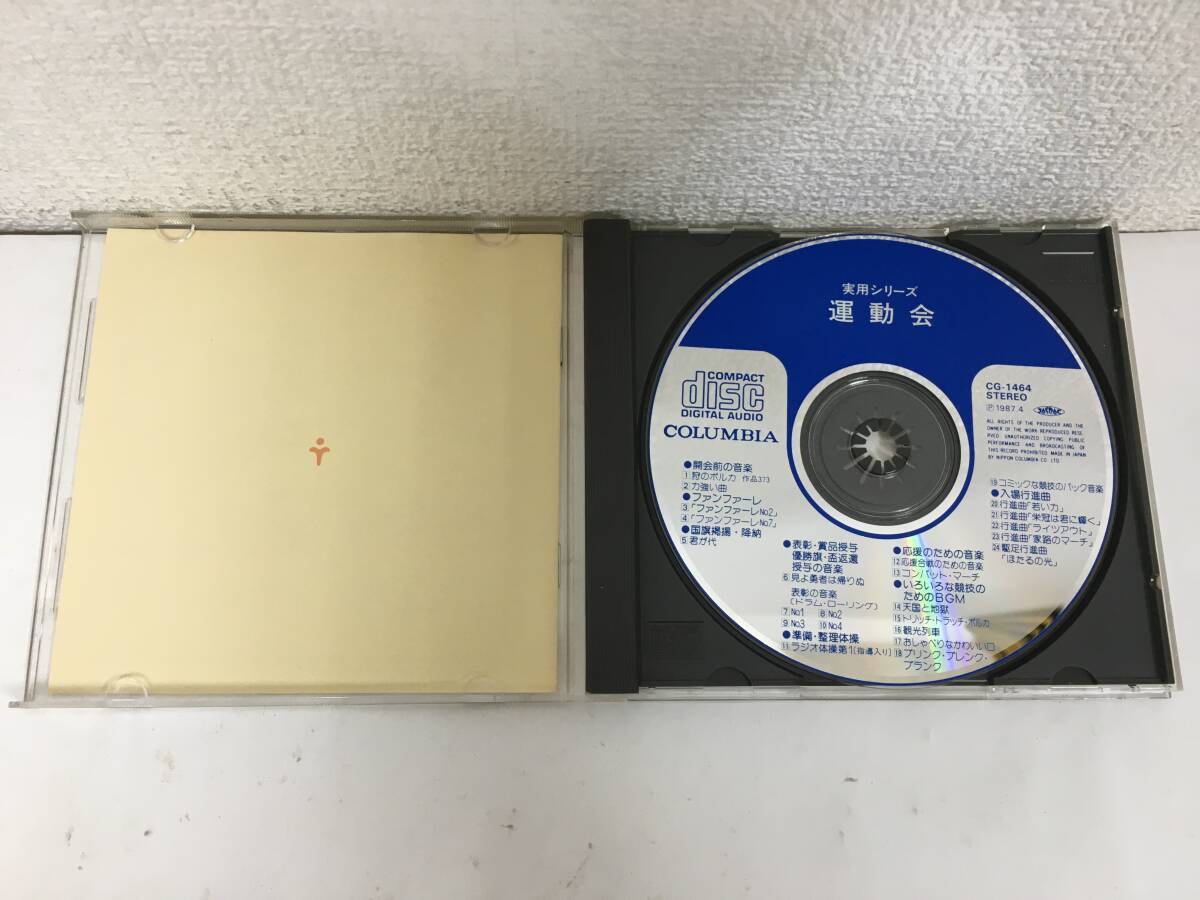 実用シリーズ
運動会
COMPACT
disc
DIGITAL AUDIO
COLUMBIA
CG-1464
STEREO
Ⓟ1987.4
ALL RIGHTS OF THE PRODUCER AND THE
OWNER OF THE WORK REPRODUCED RESE-
RVED. UNAUTHORIZED COPYING PUBLIC
PERFORMANCE AND BROADCASTING OF
THIS RECORD PROHIBITED MADE IN JAPAN
BY NIPPON COLUMBIA CO LTD
●開会前の音楽
1 狩のポルカ 作品373
2 力強い曲
●ファンファーレ
3 「ファンファーレNo2」
4 「ファンファーレNo7」
●国旗掲揚・降納
5 君が代
●表彰・賞品授与
優勝旗・盃返還
授与の音楽
6 見よ勇者は帰りぬ
表彰の音楽
(ドラム・ローリング)
7 No1 8 No2
9 No3 10 No4
●準備・整理体操
11 ラジオ体操第1(指導入り)
●応援のための音楽
12 応援合戦のための音楽
13 コンバット・マーチ
●いろいろな競技の
ためのBGM
14 天国と地獄
15 トリッチ・トラッチ・ポルカ
16 観光列車
17 おしゃべりなかわいい口
18 プリンク・プレンク・
プランク
19 コミックな競技のバック音楽
●入場行進曲
20 行進曲「若い力」
21 行進曲「栄冠は君に輝く」
22 行進曲「ライツアウト」
23 行進曲「家路のマーチ」
24 駆足行進曲
「ほたるの光」